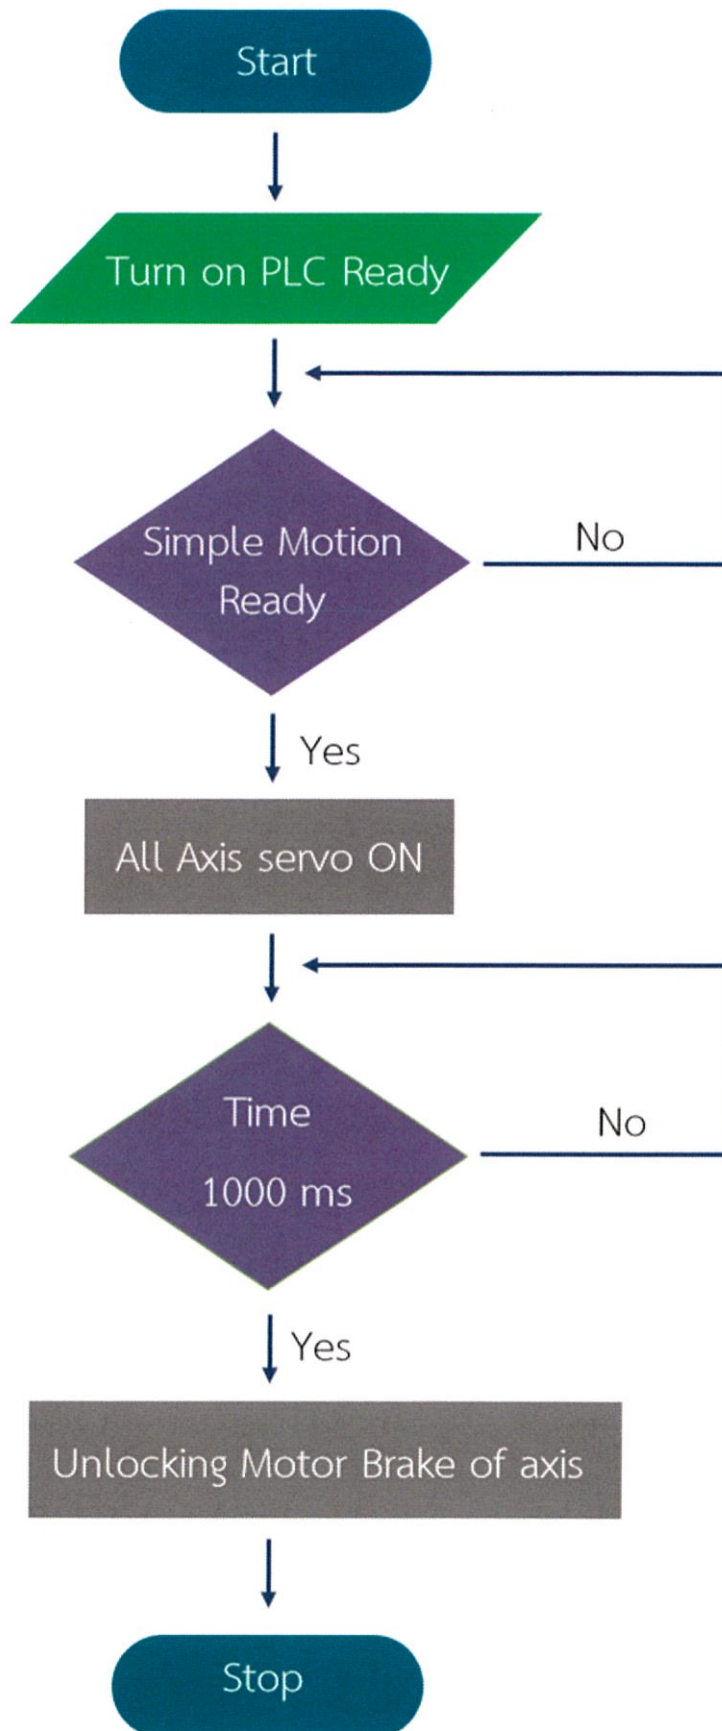 Start
Turn on PLC Ready
Simple Motion
Ready
No
Yes
All Axis servo ON
Time
1000 ms
No
Yes
Unlocking Motor Brake of axis
Stop